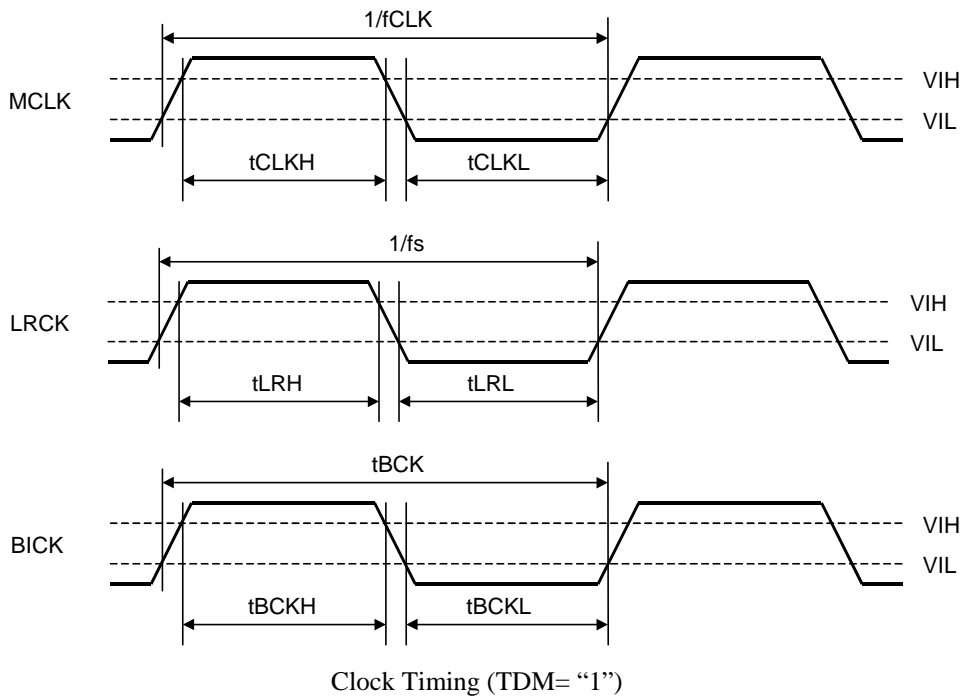 1/fCLK
VIH
MCLK
VIL
tCLKH
tCLKL
1/fs
VIH
LRCK
VIL
tLRH
tLRL
tBCK
VIH
BICK
VIL
tBCKH
tBCKL
Clock Timing (TDM= “1”)